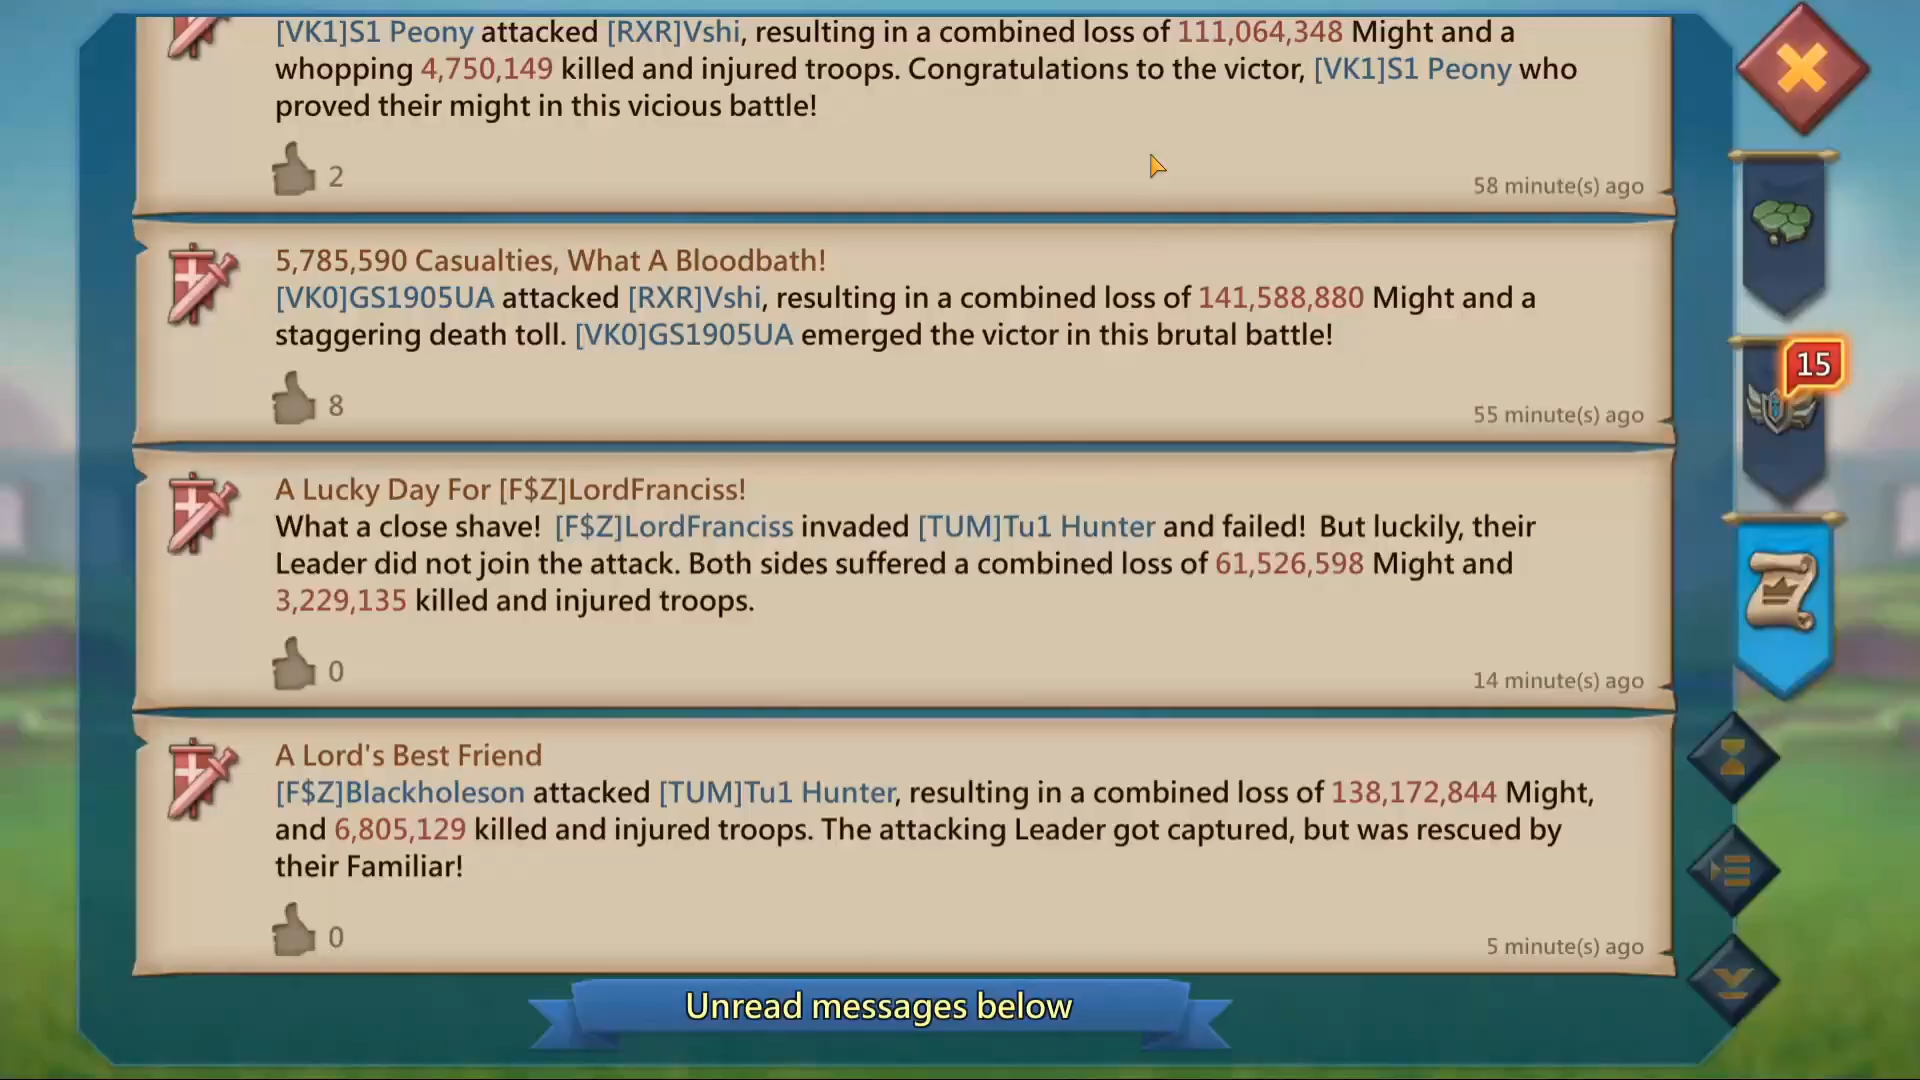 [VK1]S1 Peony attacked [RXR]Vshi, resulting in a combined loss of 111,064,348 Might and a
whopping 4,750,149 killed and injured troops. Congratulations to the victor, [VK1]S1 Peony who
proved their might in this vicious battle!
2
58 minute(s) ago
5,785,590 Casualties, What A Bloodbath!
[VK0]GS1905UA attacked [RXR]Vshi, resulting in a combined loss of 141,588,880 Might and a
staggering death toll. [VK0]GS1905UA emerged the victor in this brutal battle!
8
55 minute(s) ago
15
A Lucky Day For [F$Z]LordFranciss!
What a close shave! [F$Z]LordFranciss invaded [TUM]Tu1 Hunter and failed! But luckily, their
Leader did not join the attack. Both sides suffered a combined loss of 61,526,598 Might and
3,229,135 killed and injured troops.
0
14 minute(s) ago
A Lord's Best Friend
[F$Z]Blackholeson attacked [TUM]Tu1 Hunter, resulting in a combined loss of 138,172,844 Might,
and 6,805,129 killed and injured troops. The attacking Leader got captured, but was rescued by
their Familiar!
0
5 minute(s) ago
Unread messages below